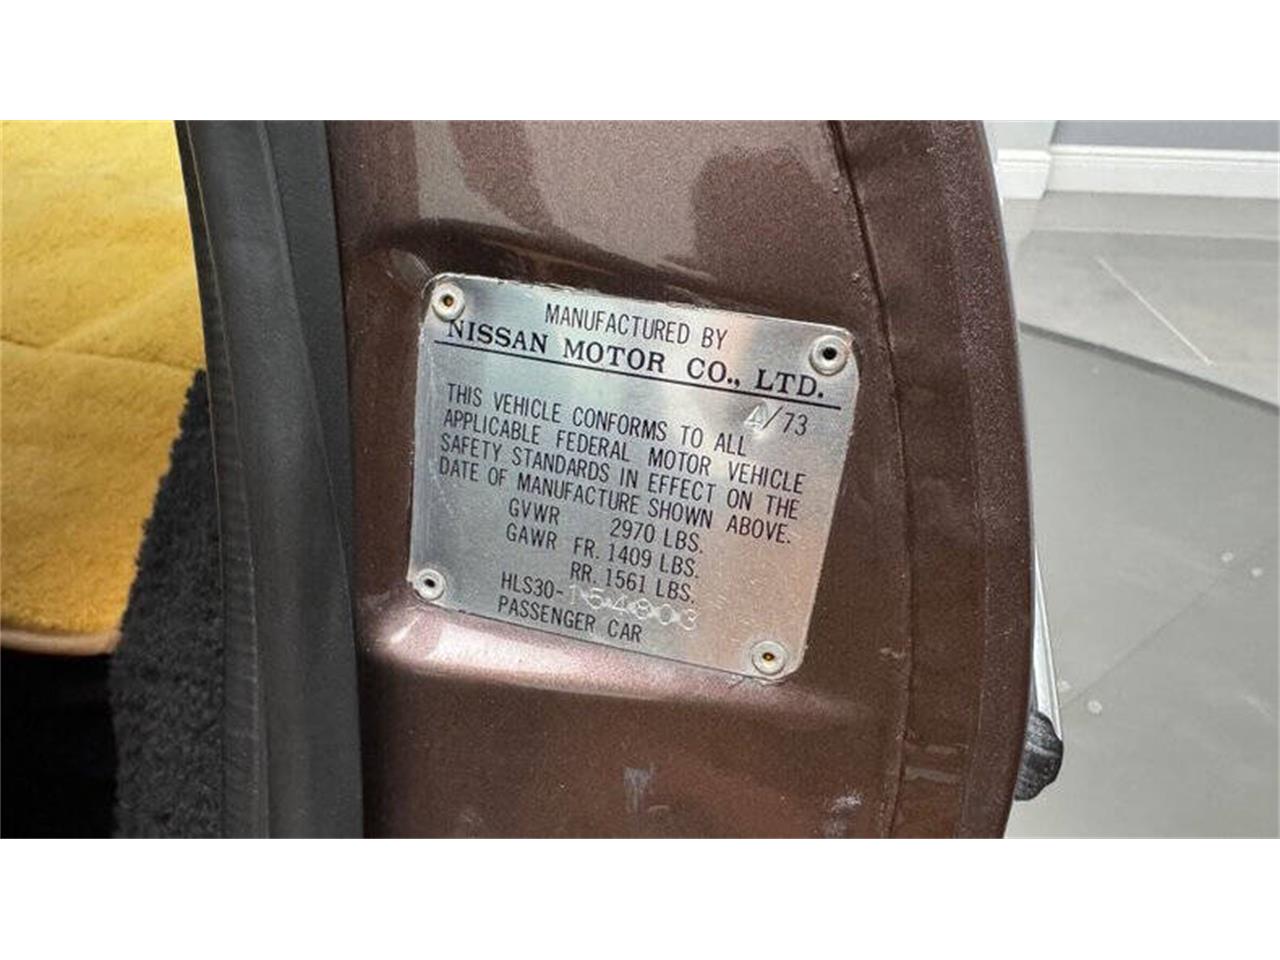 MANUFACTURED BY
NISSAN MOTOR CO., LTD.
4/73
THIS VEHICLE CONFORMS TO ALL
APPLICABLE FEDERAL MOTOR VEHICLE
SAFETY STANDARDS IN EFFECT ON THE
DATE OF MANUFACTURE SHOWN ABOVE.
GVWR 2970 LBS.
GAWR FR. 1409 LBS.
RR. 1561 LBS.
HLS30-154803
PASSENGER CAR